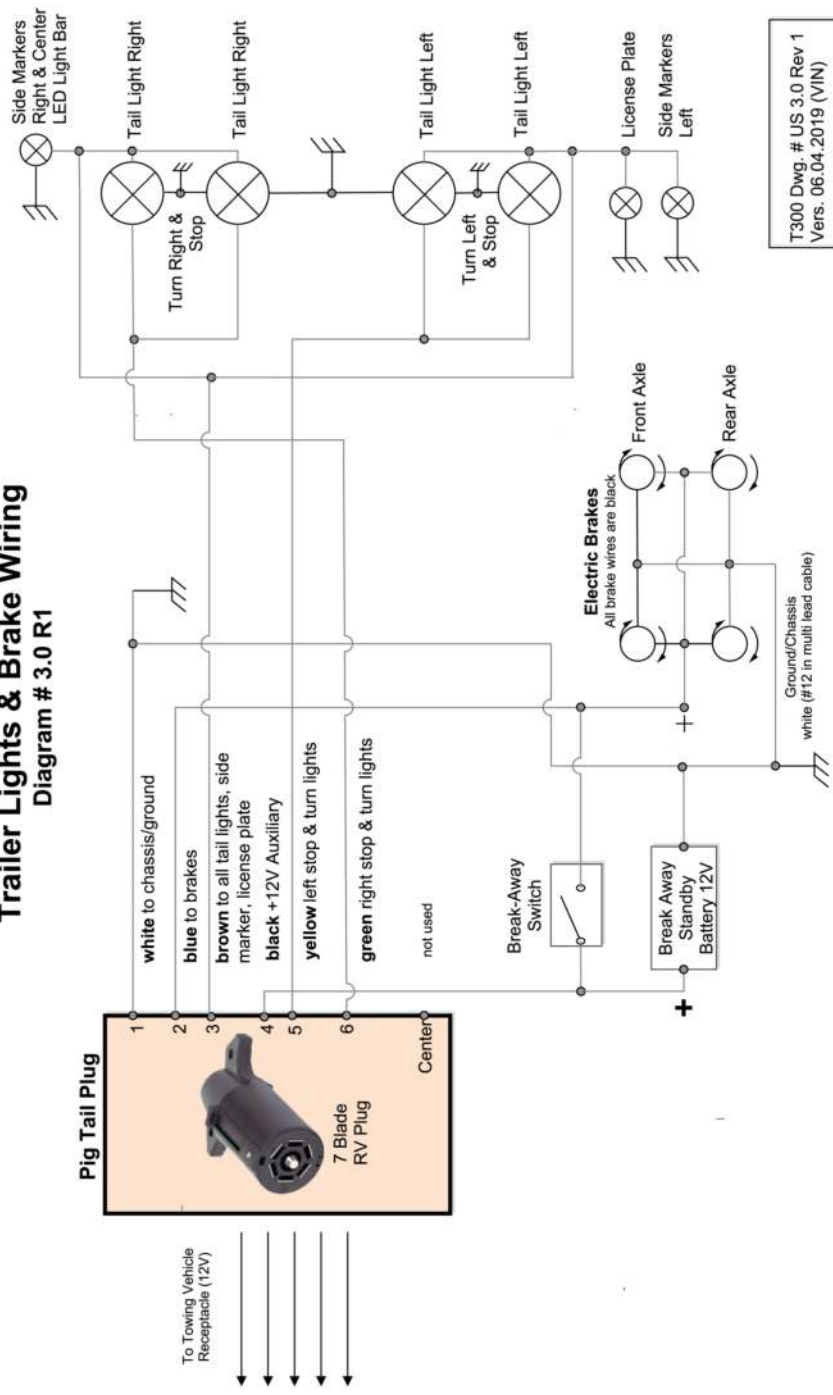 Trailer Lights & Brake Wiring
Diagram # 3.0 R1
Pig Tail Plug
To Towing Vehicle
Receptacle (12V)
7 Blade
RV Plug
1
2
3
4
5
6
Center
white to chassis/ground
blue to brakes
brown to all tail lights, side
marker, license plate
black +12V Auxiliary
yellow left stop & turn lights
green right stop & turn lights
not used
Break-Away
Switch
+
Break Away
Standby
Battery 12V
+
Electric Brakes
All brake wires are black
Front Axle
Rear Axle
Ground/Chassis
white (#12 in multi lead cable)
Side Markers
Right & Center
LED Light Bar
Tail Light Right
Turn Right &
Stop
Tail Light Right
Tail Light Left
Turn Left
& Stop
Tail Light Left
License Plate
Side Markers
Left
T300 Dwg. # US 3.0 Rev 1
Vers. 06.04.2019 (VIN)